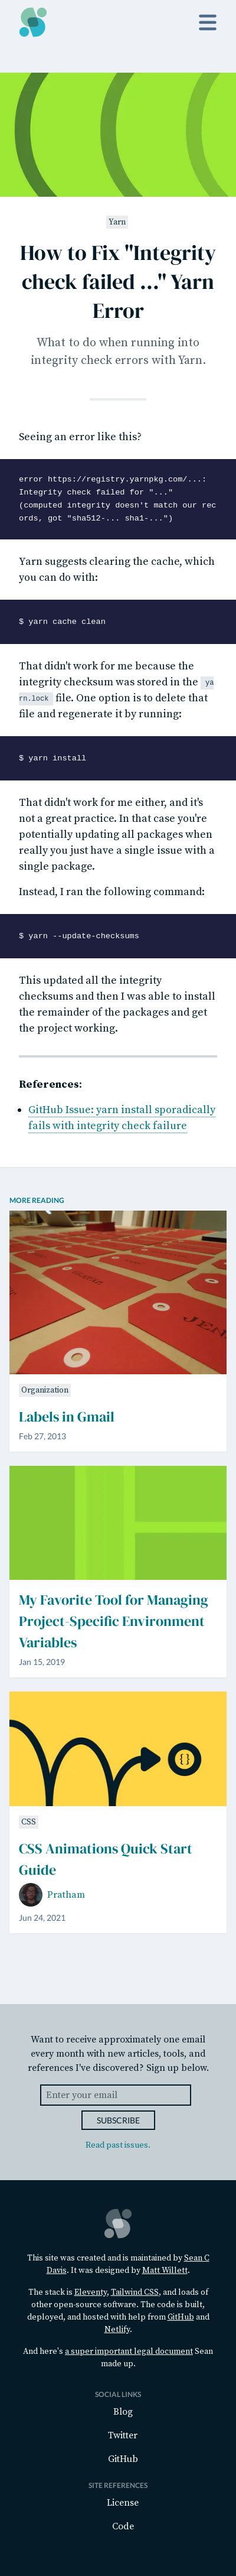 Yarn
How to Fix "Integrity
check failed ..." Yarn
Error
What to do when running into
integrity check errors with Yarn.
Seeing an error like this?
error https://registry.yarnpkg.com/...:
Integrity check failed for "..."
(computed integrity doesn't match our rec
ords, got "sha512-... sha1-...")
Yarn suggests clearing the cache, which
you can do with:
$ yarn cache clean
That didn't work for me because the
integrity checksum was stored in the ya
rn.lock file. One option is to delete that
file and regenerate it by running:
$ yarn install
That didn't work for me either, and it's
not a great practice. In that case you're
potentially updating all packages when
really you just have a single issue with a
single package.
Instead, I ran the following command:
$ yarn --update-checksums
This updated all the integrity
checksums and then I was able to install
the remainder of the packages and get
the project working.
References:
GitHub Issue: yarn install sporadically
fails with integrity check failure
MORE READING
Organization
Labels in Gmail
Feb 27, 2013
My Favorite Tool for Managing
Project-Specific Environment
Variables
Jan 15, 2019
{}
CSS
CSS Animations Quick Start
Guide
Pratham
Jun 24, 2021
Want to receive approximately one email
every month with new articles, tools, and
references I've discovered? Sign up below.
Enter your email
SUBSCRIBE
Read past issues.
This site was created and is maintained by Sean C
Davis. It was designed by Matt Willett.
The stack is Eleventy, Tailwind CSS, and loads of
other open-source software. The code is built,
deployed, and hosted with help from GitHub and
Netlify.
And here's a super important legal document Sean
made up.
SOCIAL LINKS
Blog
Twitter
GitHub
SITE REFERENCES
License
Code